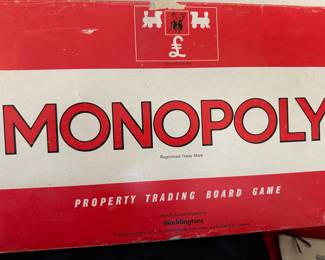 £
MONOPOLY
Registered Trade Mark
PROPERTY TRADING BOARD GAME
Waddingtons